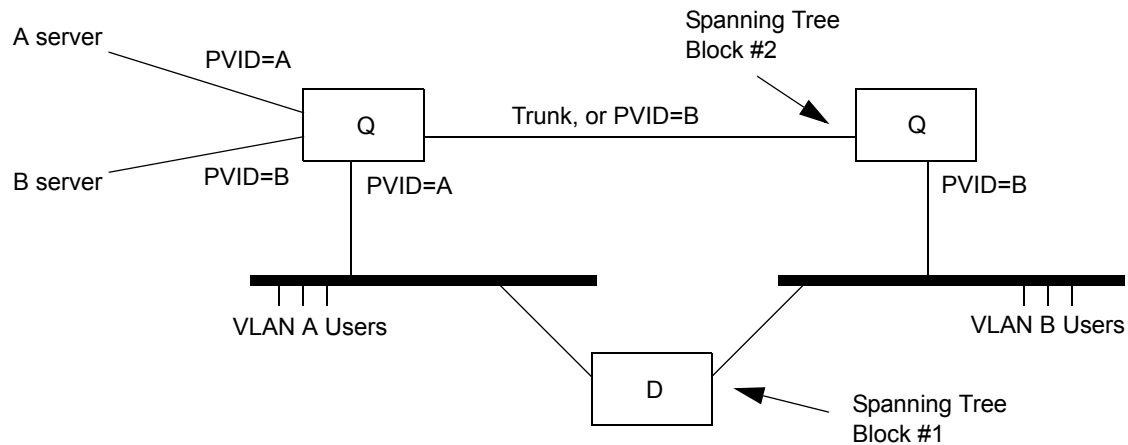 A server
PVID=A
Spanning Tree
Block #2
Q
Trunk, or PVID=B
Q
B server
PVID=B
PVID=A
PVID=B
VLAN A Users
VLAN B Users
D
Spanning Tree
Block #1